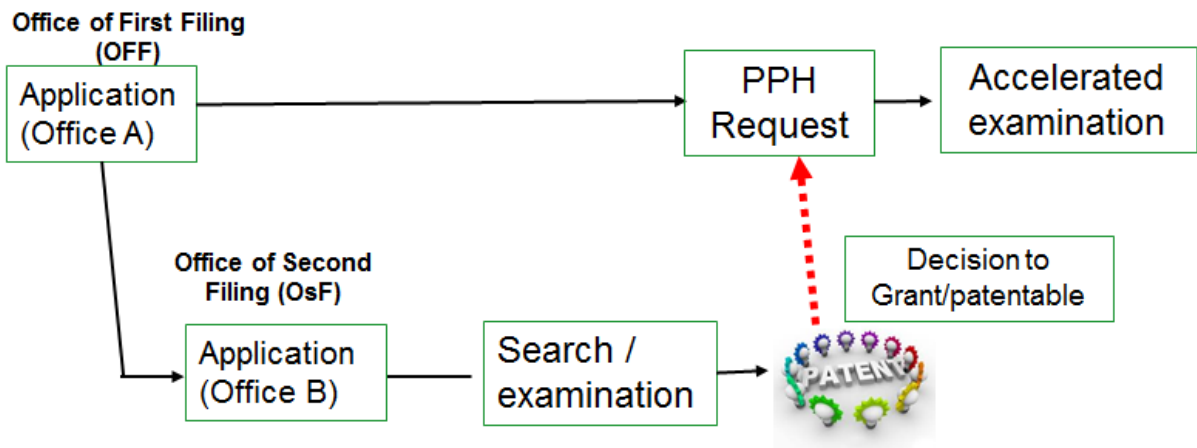 Office of First Filing
(OFF)
Application
(Office A)
PPH
Request
Accelerated
examination
Office of Second
Filing (OsF)
Application
(Office B)
Search /
examination
Decision to
Grant/patentable
PATENT